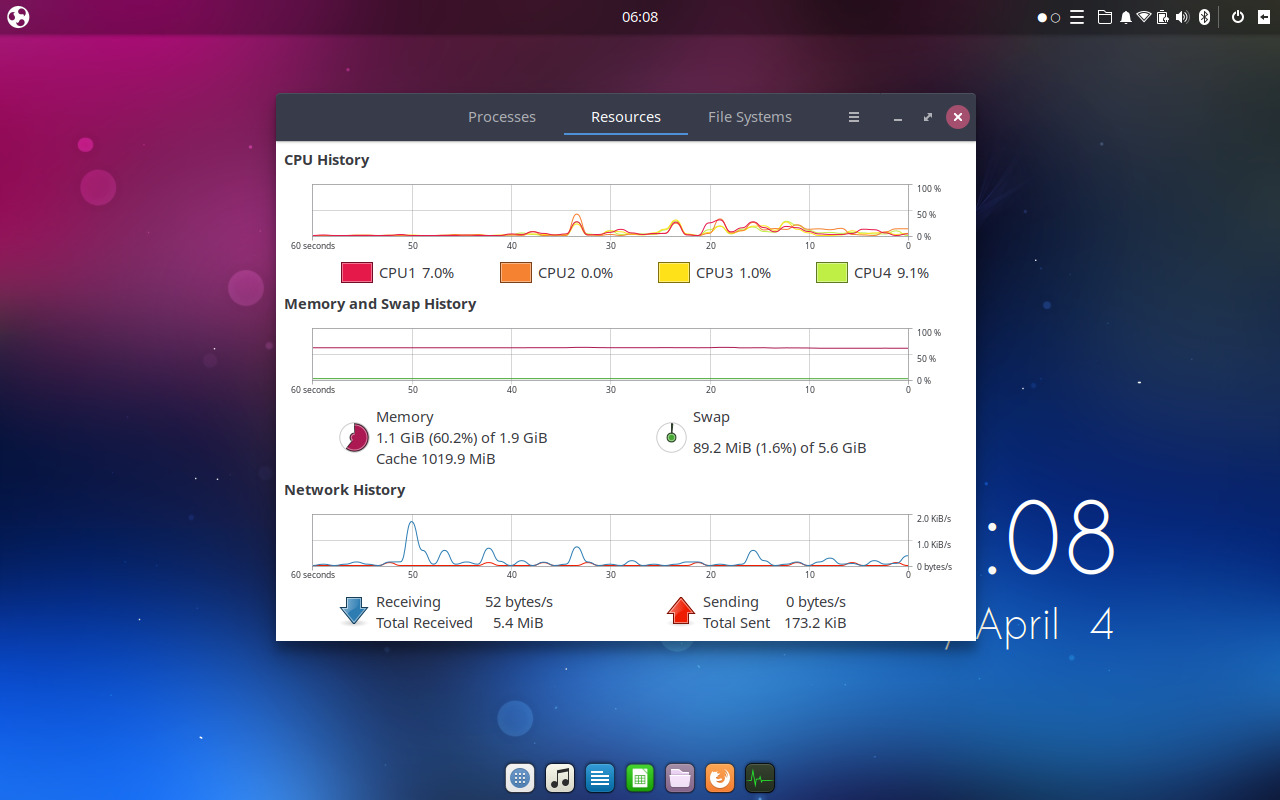 06:08
Processes Resources File Systems
CPU History
100 %
50 %
0 %
60 seconds 50 40 30 20 10 0
CPU1 7.0% CPU2 0.0% CPU3 1.0% CPU4 9.1%
Memory and Swap History
100 %
50 %
0 %
60 seconds 50 40 30 20 10 0
Memory
1.1 GiB (60.2%) of 1.9 GiB
Cache 1019.9 MiB
Swap
89.2 MiB (1.6%) of 5.6 GiB
Network History
2.0 KiB/s
1.0 KiB/s
0 bytes/s
60 seconds 50 40 30 20 10 0
Receiving 52 bytes/s
Total Received 5.4 MiB
Sending 0 bytes/s
Total Sent 173.2 KiB
:08
April 4